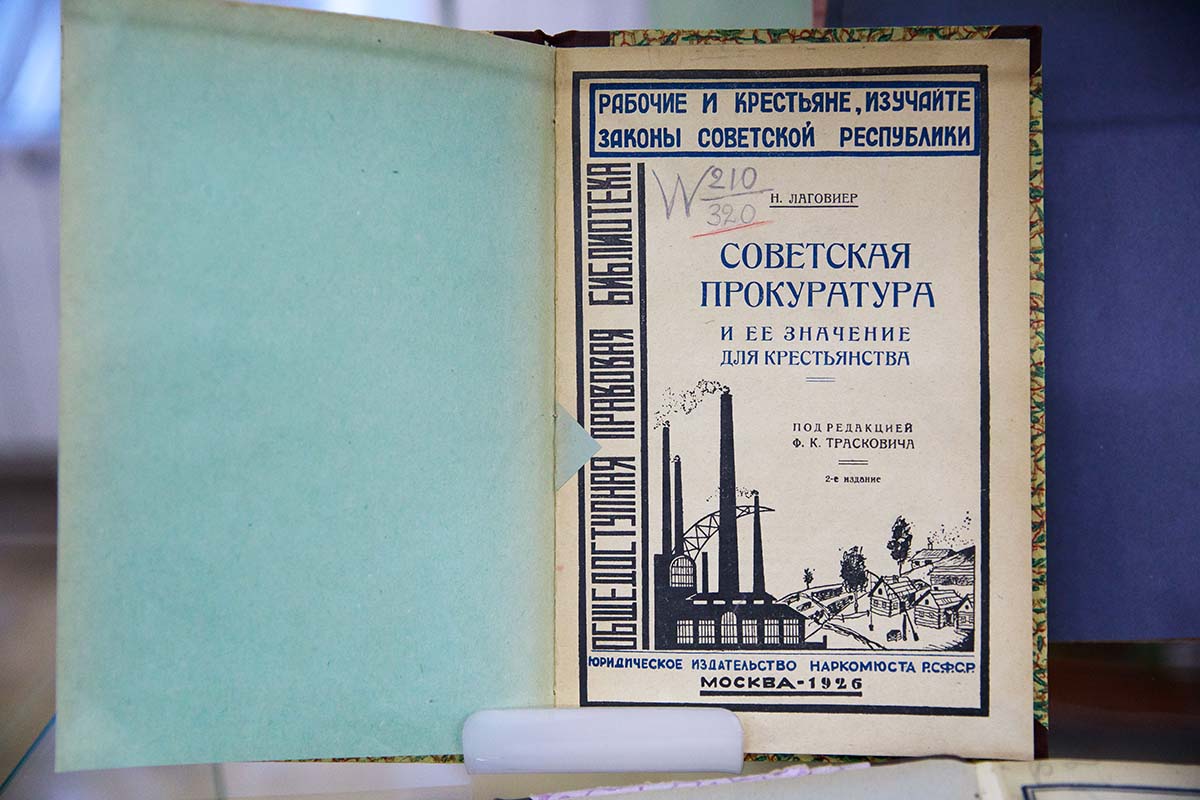 РАБОЧИЕ И КРЕСТЬЯНЕ, ИЗУЧАЙТЕ
ЗАКОНЫ СОВЕТСКОЙ РЕСПУБЛИКИ
ОБЩЕДОСТУПНАЯ ПРАВОВАЯ БИБЛИОТЕКА
W 210
320
Н. ЛАГОВИЕР
СОВЕТСКАЯ
ПРОКУРАТУРА
И ЕЕ ЗНАЧЕНИЕ
ДЛЯ КРЕСТЬЯНСТВА
ПОД РЕДАКЦИЕЙ
Ф. К. ТРАСКОВИЧА
2-е издание
ЮРИДИЧЕСКОЕ ИЗДАТЕЛЬСТВО НАРКОМЮСТА Р.С.Ф.С.Р.
МОСКВА-1926